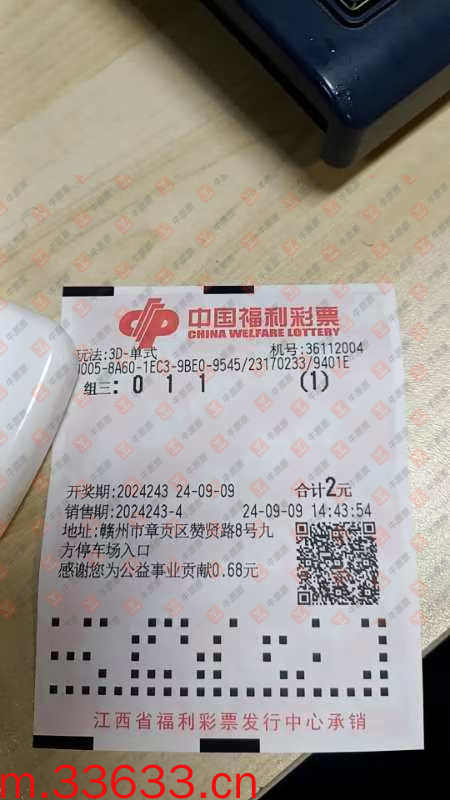 中国福利彩票
CHINA WELFARE LOTTERY
玩法:3D-单式 机号:36112004
0005-8A60-1EC3-9BE0-9545/23170233/9401E
组三: 0 1 1 (1)
开奖期:2024243 24-09-09 合计2元
销售期:2024243-4 24-09-09 14:43:54
地址:赣州市章贡区赞贤路8号九
方停车场入口
感谢您为公益事业贡献0.68元
江西省福利彩票发行中心承销
m.33633.cn